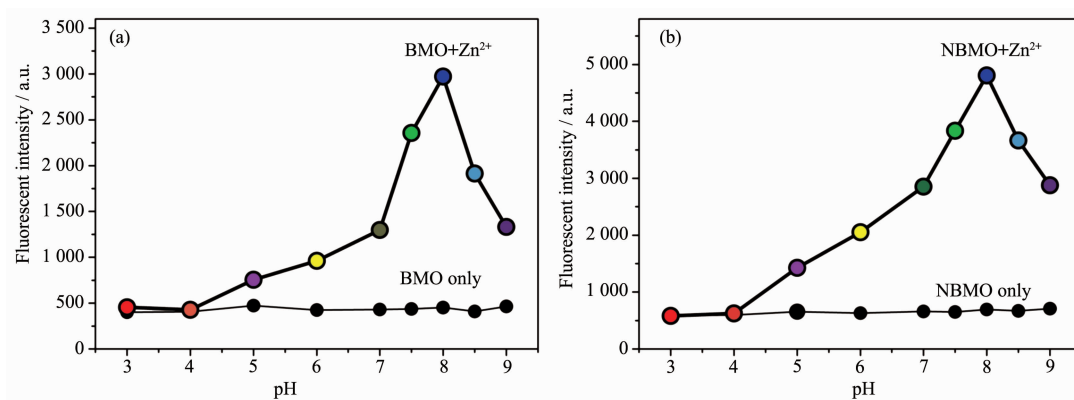 (a)
BMO+Zn²⁺
BMO only
3 500
3 000
2 500
2 000
1 500
1 000
500
0
Fluorescent intensity / a.u.
3 4 5 6 7 8 9
pH
(b)
NBMO+Zn²⁺
NBMO only
5 000
4 000
3 000
2 000
1 000
0
Fluorescent intensity / a.u.
3 4 5 6 7 8 9
pH